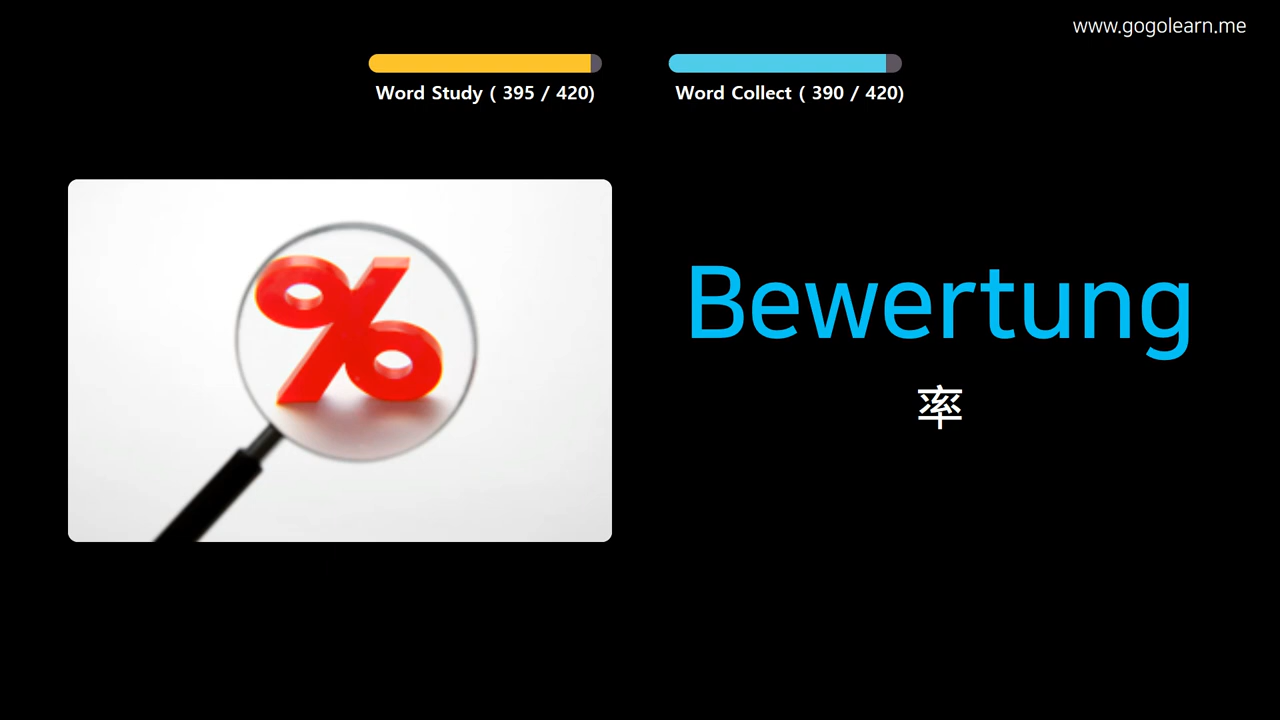 www.gogolearn.me
Word Study ( 395 / 420)
Word Collect ( 390 / 420)
%
Bewertung
率